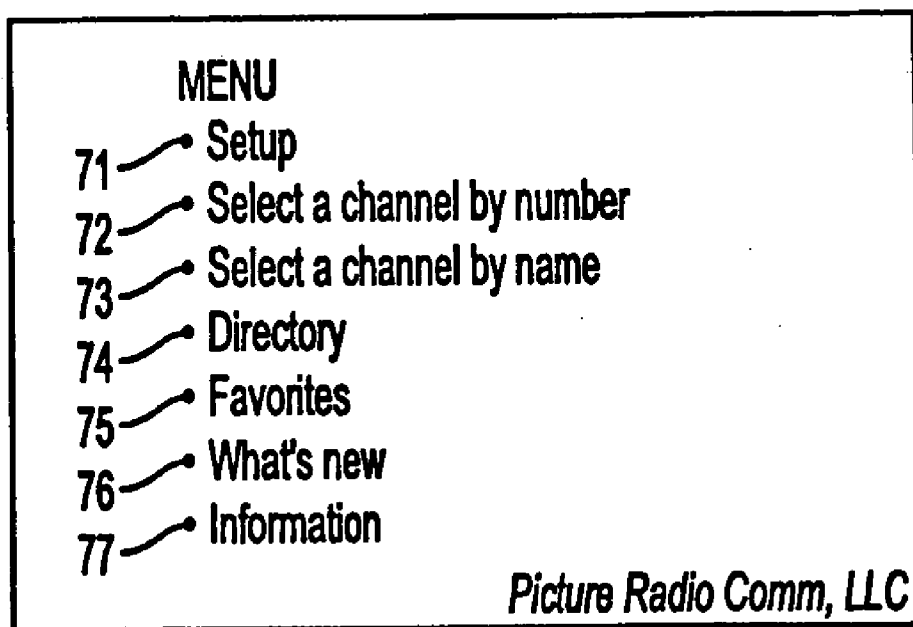 MENU
71 • Setup
72 • Select a channel by number
73 • Select a channel by name
74 • Directory
75 • Favorites
76 • What's new
77 • Information
Picture Radio Comm, LLC